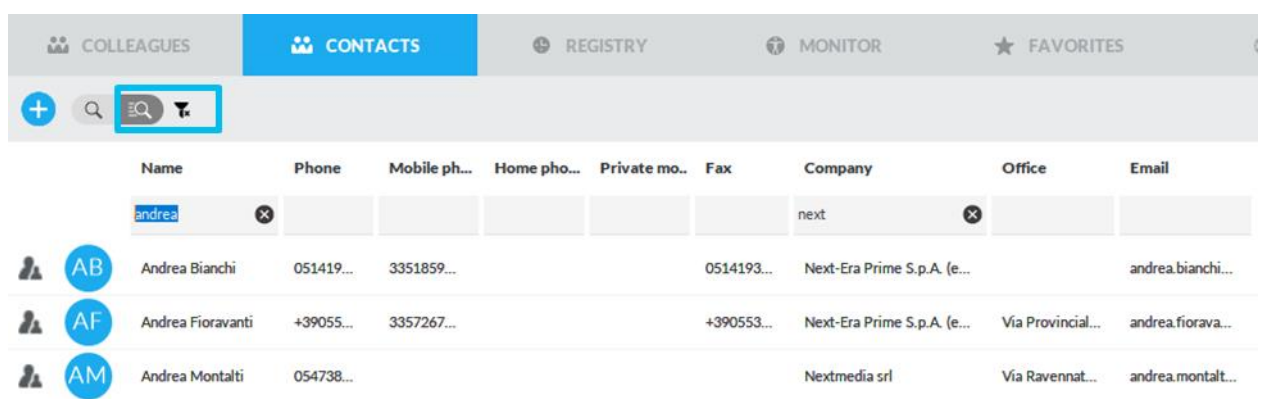 COLLEAGUES CONTACTS REGISTRY MONITOR FAVORITES
Name Phone Mobile ph... Home pho... Private mo.. Fax Company Office Email
andrea next
AB Andrea Bianchi 051419... 3351859... 0514193... Next-Era Prime S.p.A. (e... andrea.bianchi...
AF Andrea Fioravanti +39055... 3357267... +390553... Next-Era Prime S.p.A. (e... Via Provincial... andrea.fiorava...
AM Andrea Montalti 054738... Nextmedia srl Via Ravennat... andrea.montalt...